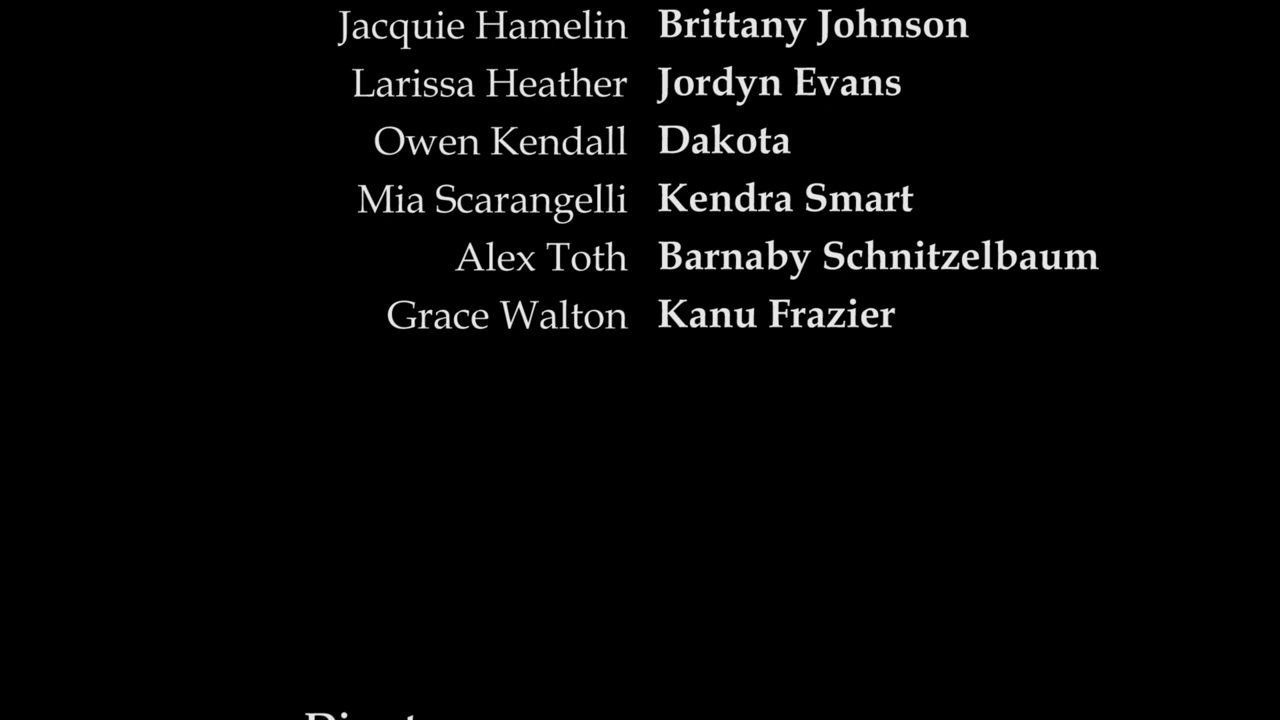 Jacquie Hamelin Brittany Johnson
Larissa Heather Jordyn Evans
Owen Kendall Dakota
Mia Scarangelli Kendra Smart
Alex Toth Barnaby Schnitzelbaum
Grace Walton Kanu Frazier